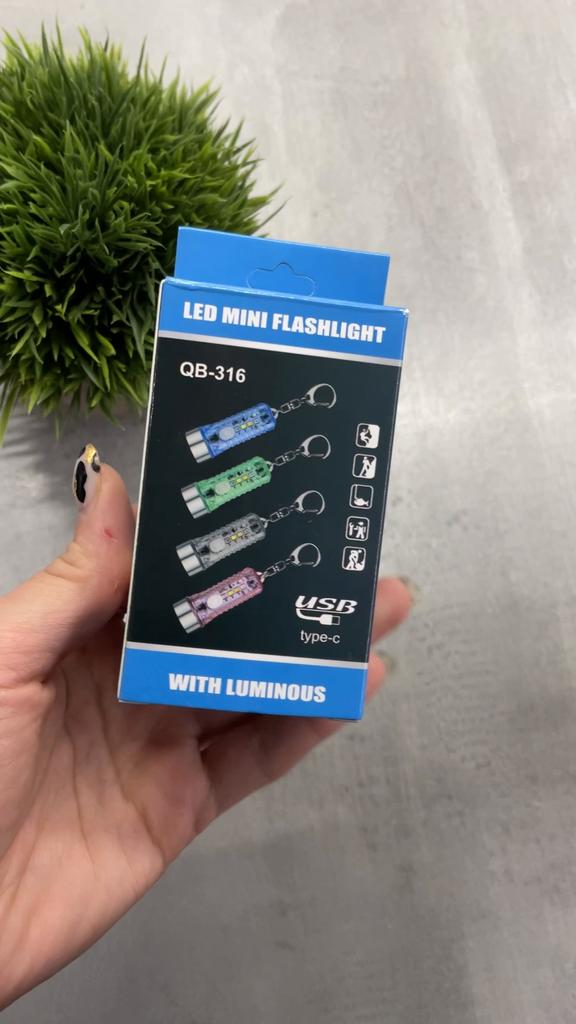 LED MINI FLASHLIGHT
QB-316
USB
type-c
WITH LUMINOUS